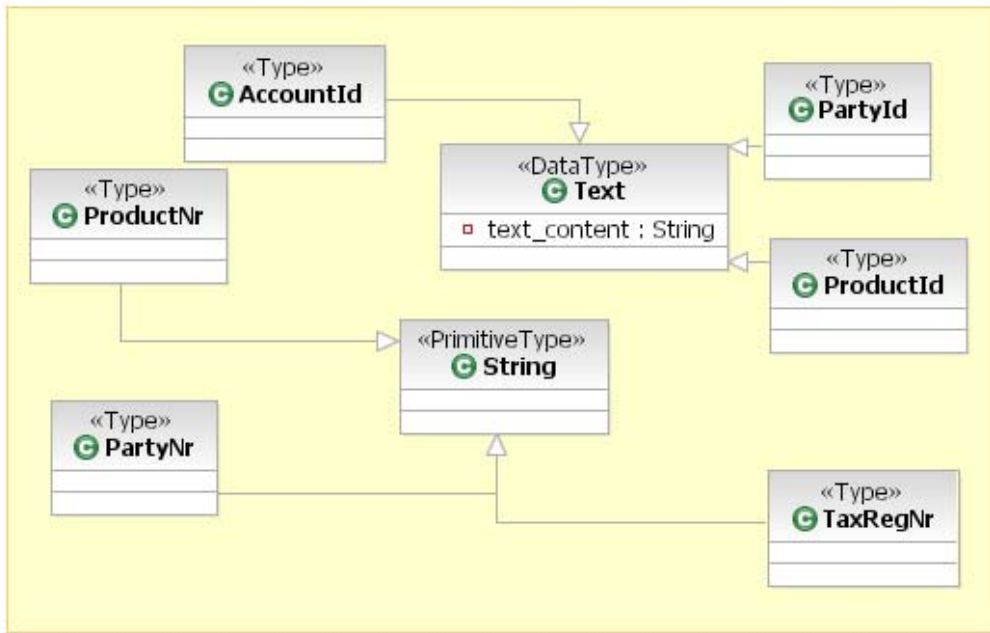 «Type»
AccountId
«Type»
PartyId
«DataType»
Text
text_content : String
«Type»
ProductNr
«Type»
ProductId
«PrimitiveType»
String
«Type»
PartyNr
«Type»
TaxRegNr